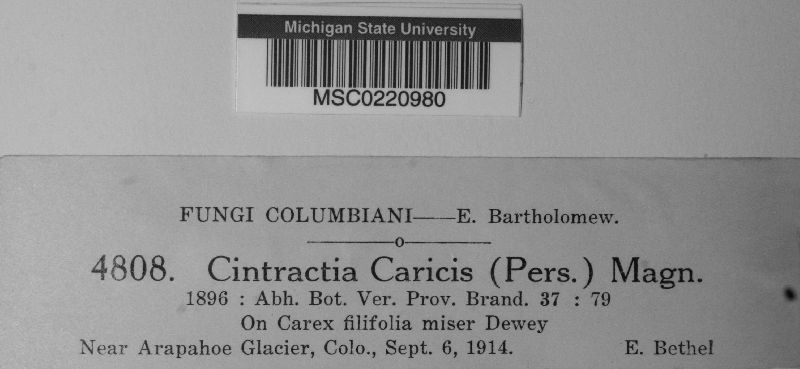 Michigan State University
MSC0220980
FUNGI COLUMBIANI——E. Bartholomew.
4808. Cintractia Caricis (Pers.) Magn.
1896 : Abh. Bot. Ver. Prov. Brand. 37 : 79
On Carex filifolia miser Dewey
Near Arapahoe Glacier, Colo., Sept. 6, 1914. E. Bethel